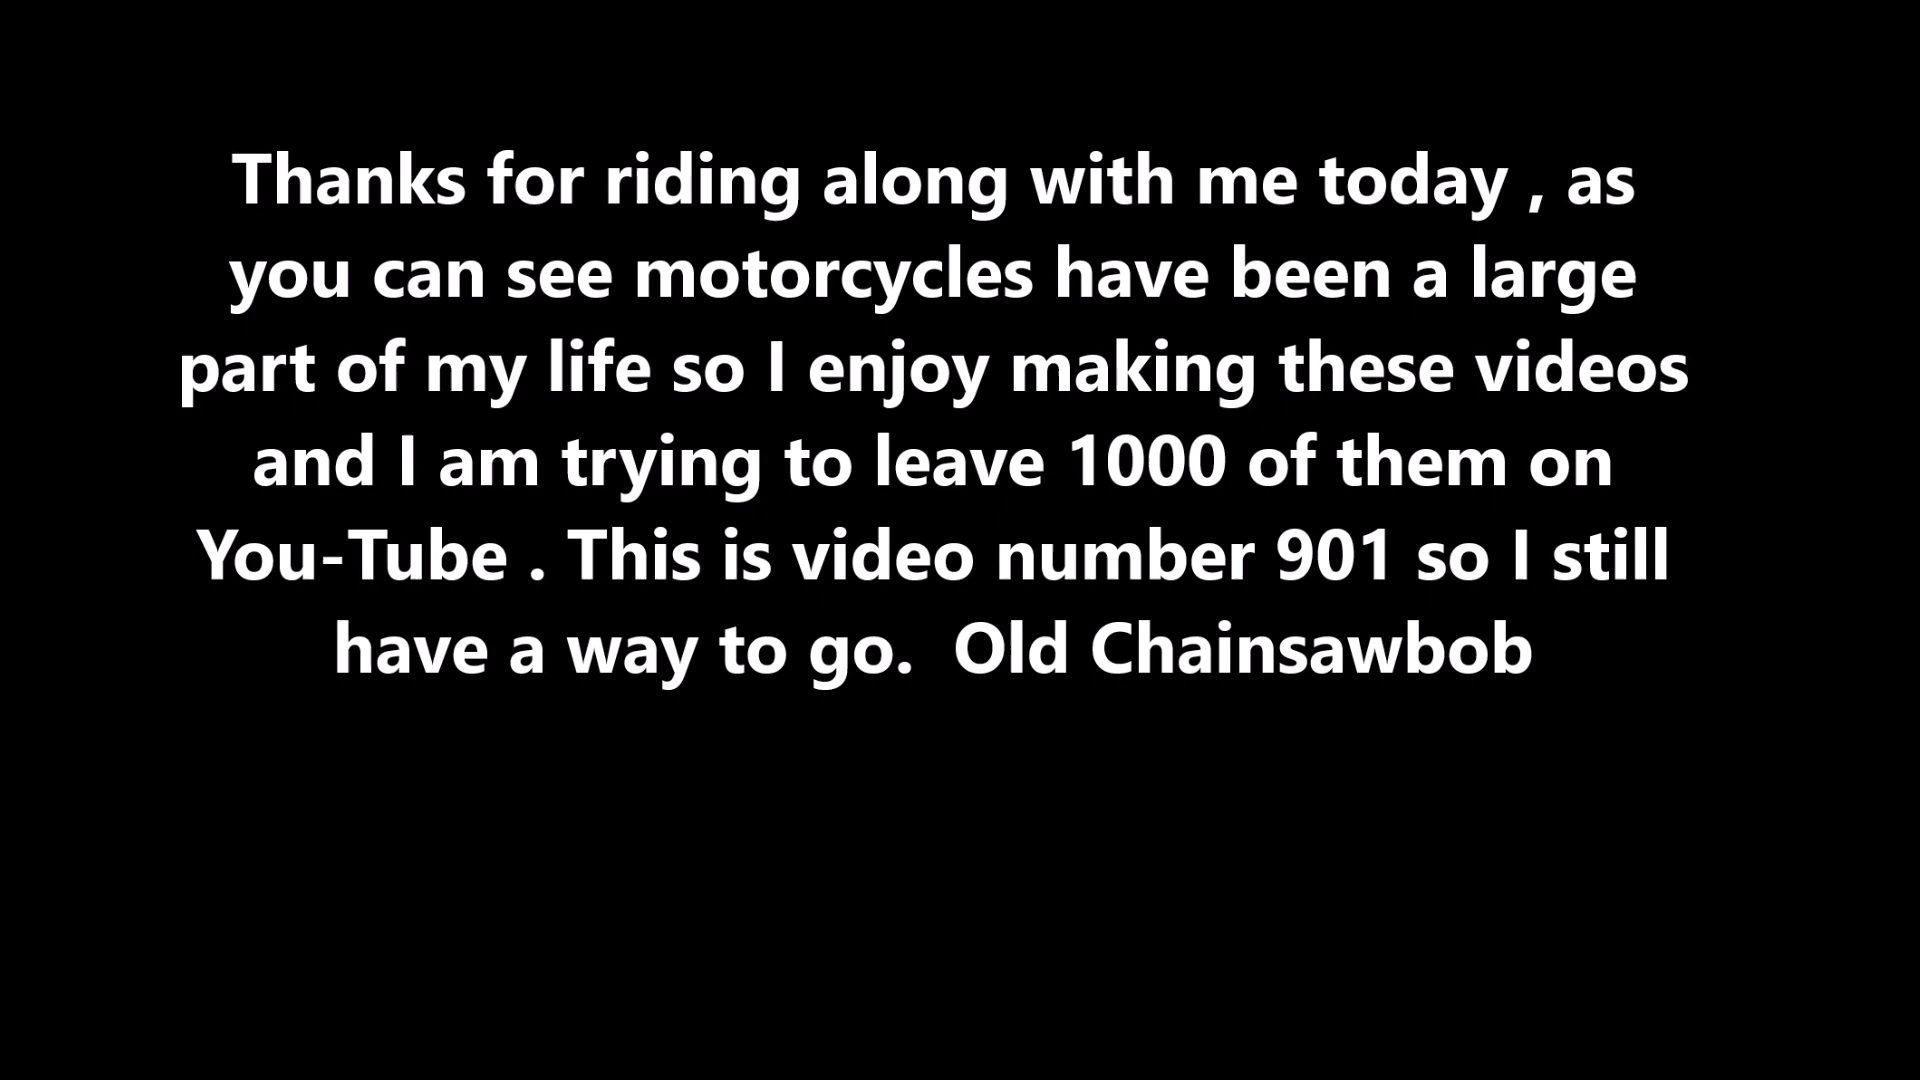 Thanks for riding along with me today , as
you can see motorcycles have been a large
part of my life so I enjoy making these videos
and I am trying to leave 1000 of them on
You-Tube . This is video number 901 so I still
have a way to go.  Old Chainsawbob